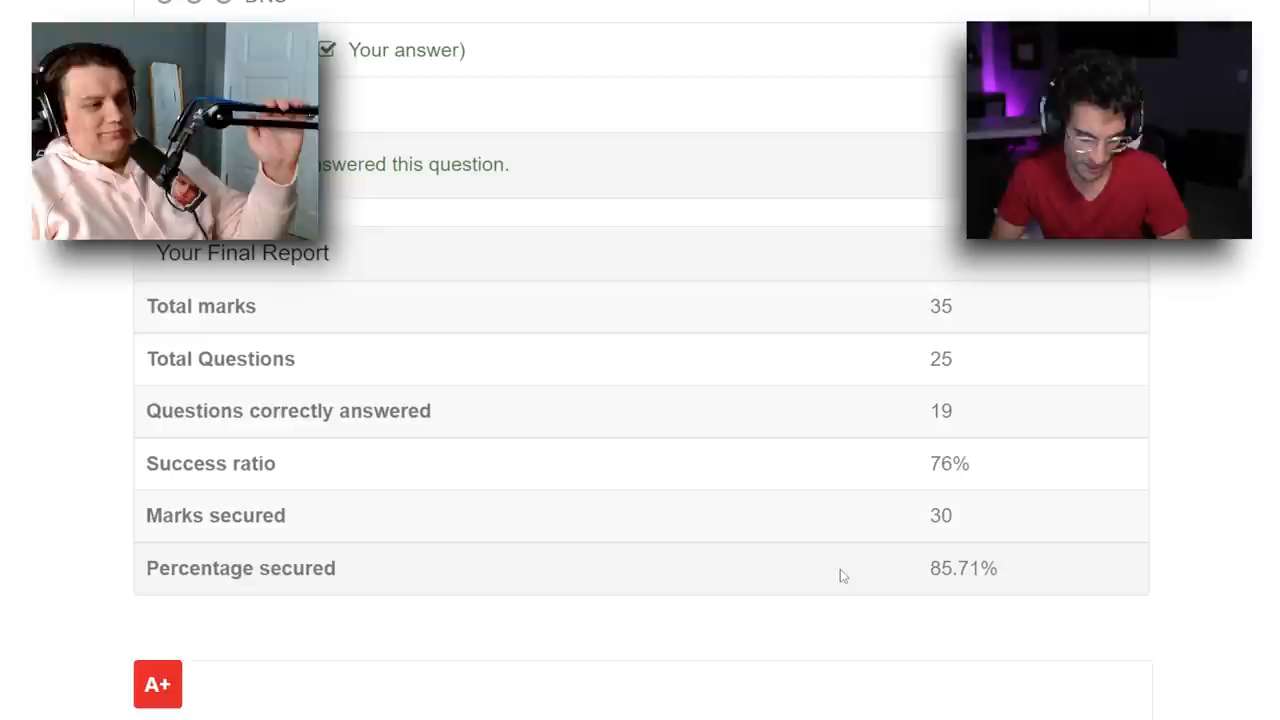 Your answer)
swered this question.
Your Final Report
Total marks 35
Total Questions 25
Questions correctly answered 19
Success ratio 76%
Marks secured 30
Percentage secured 85.71%
A+